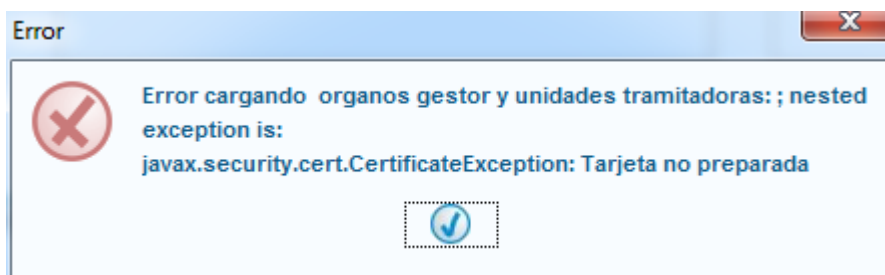 Error
Error cargando organos gestor y unidades tramitadoras: ; nested
exception is:
javax.security.cert.CertificateException: Tarjeta no preparada